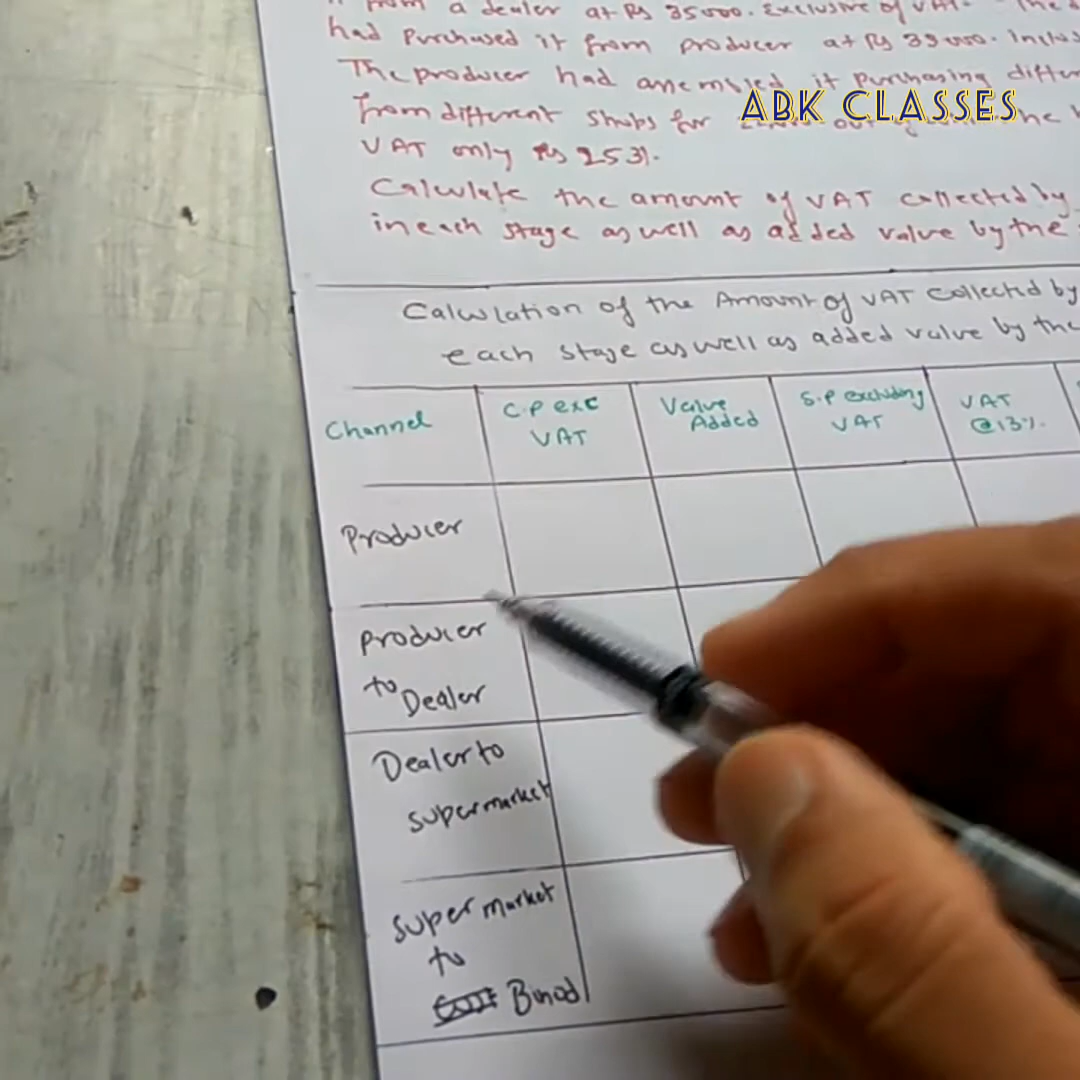 from a dealer at Rs 35000. Exclusive of VAT. The
had purchased it from producer at Rs 39000. Inclus
The producer had assembled it purchasing differ
from different shops for
ABK CLASSES
VAT only Rs 2531.
Calculate the amount of VAT collected by
in each stage as well as added value by the
Calculation of the Amount of VAT collected by
each stage as well as added value by the
Channel
C.P exc VAT
Value Added
S.P excluding VAT
VAT @13%.
Producer
Producer
to Dealer
Dealer to
supermarket
supermarket
to
Binod